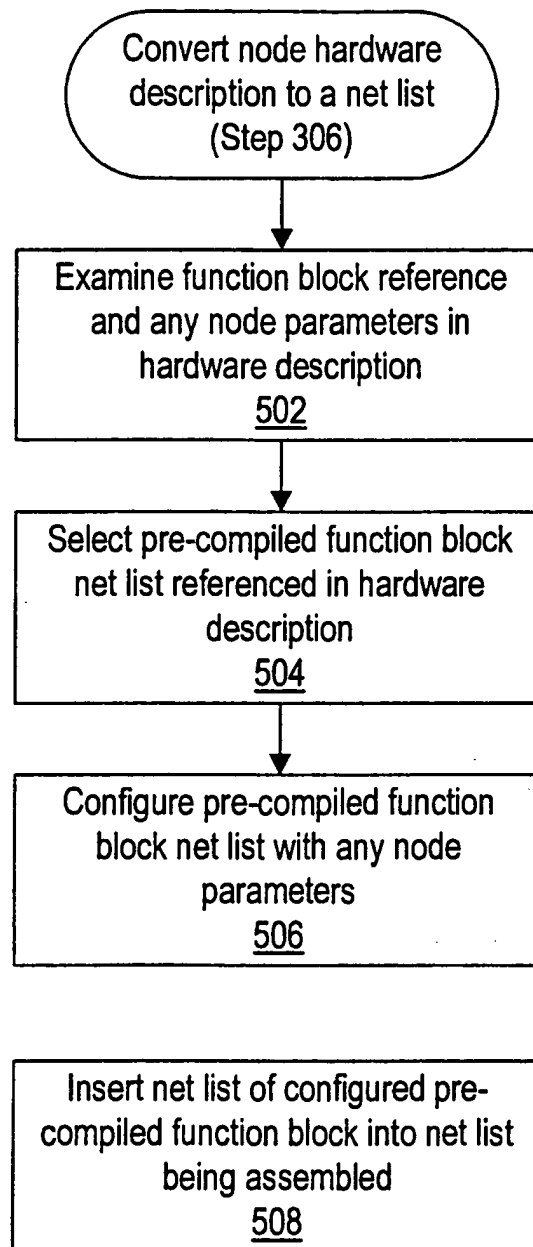 Convert node hardware
description to a net list
(Step 306)
Examine function block reference
and any node parameters in
hardware description
502
Select pre-compiled function block
net list referenced in hardware
description
504
Configure pre-compiled function
block net list with any node
parameters
506
Insert net list of configured pre-
compiled function block into net list
being assembled
508